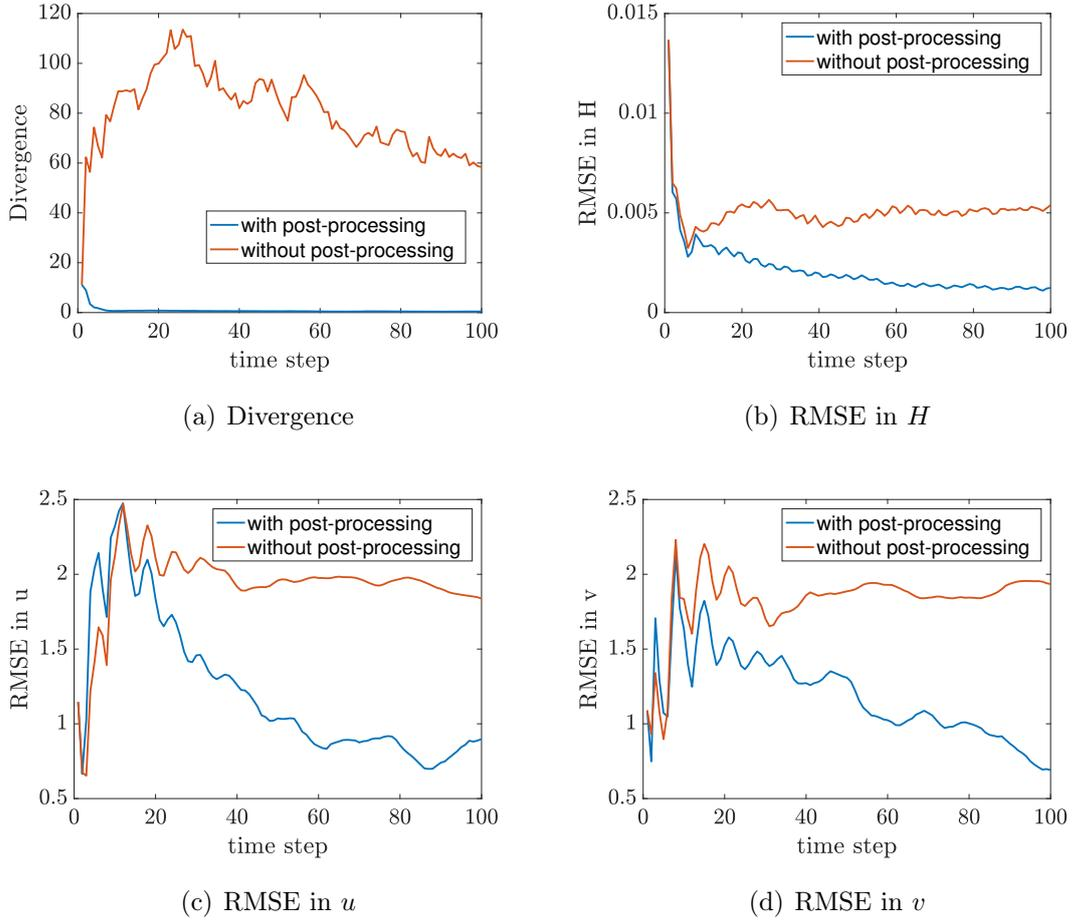 120
100
80
60
40
20
0
Divergence
with post-processing
without post-processing
0 20 40 60 80 100
time step
(a) Divergence
0.015
0.01
0.005
0
RMSE in H
with post-processing
without post-processing
0 20 40 60 80 100
time step
(b) RMSE in H
2.5
2
1.5
1
0.5
RMSE in u
with post-processing
without post-processing
0 20 40 60 80 100
time step
(c) RMSE in u
2.5
2
1.5
1
0.5
RMSE in v
with post-processing
without post-processing
0 20 40 60 80 100
time step
(d) RMSE in v